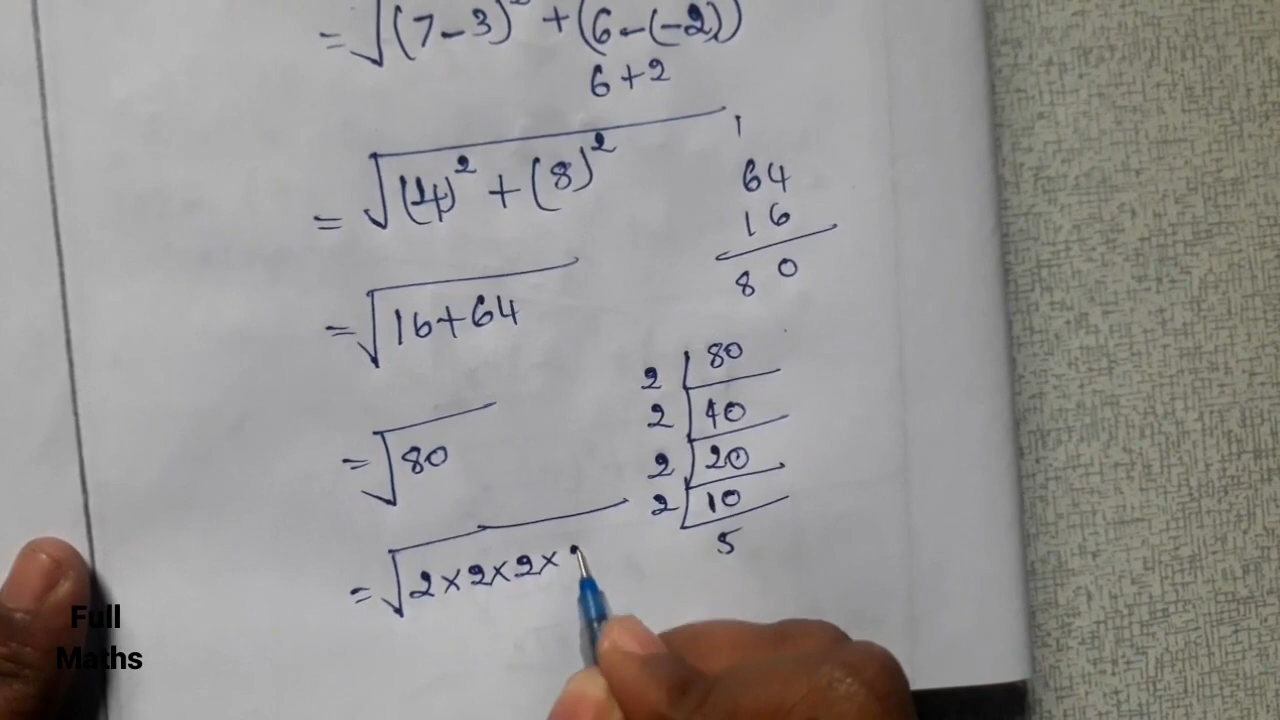 = √(7-3)² + (6-(-2))
6+2
= √(4)² + (8)²
1
64
16
80
= √16+64
= √80
2 | 80
2 | 40
2 | 20
2 | 10
5
= √2×2×2×
Full
Maths